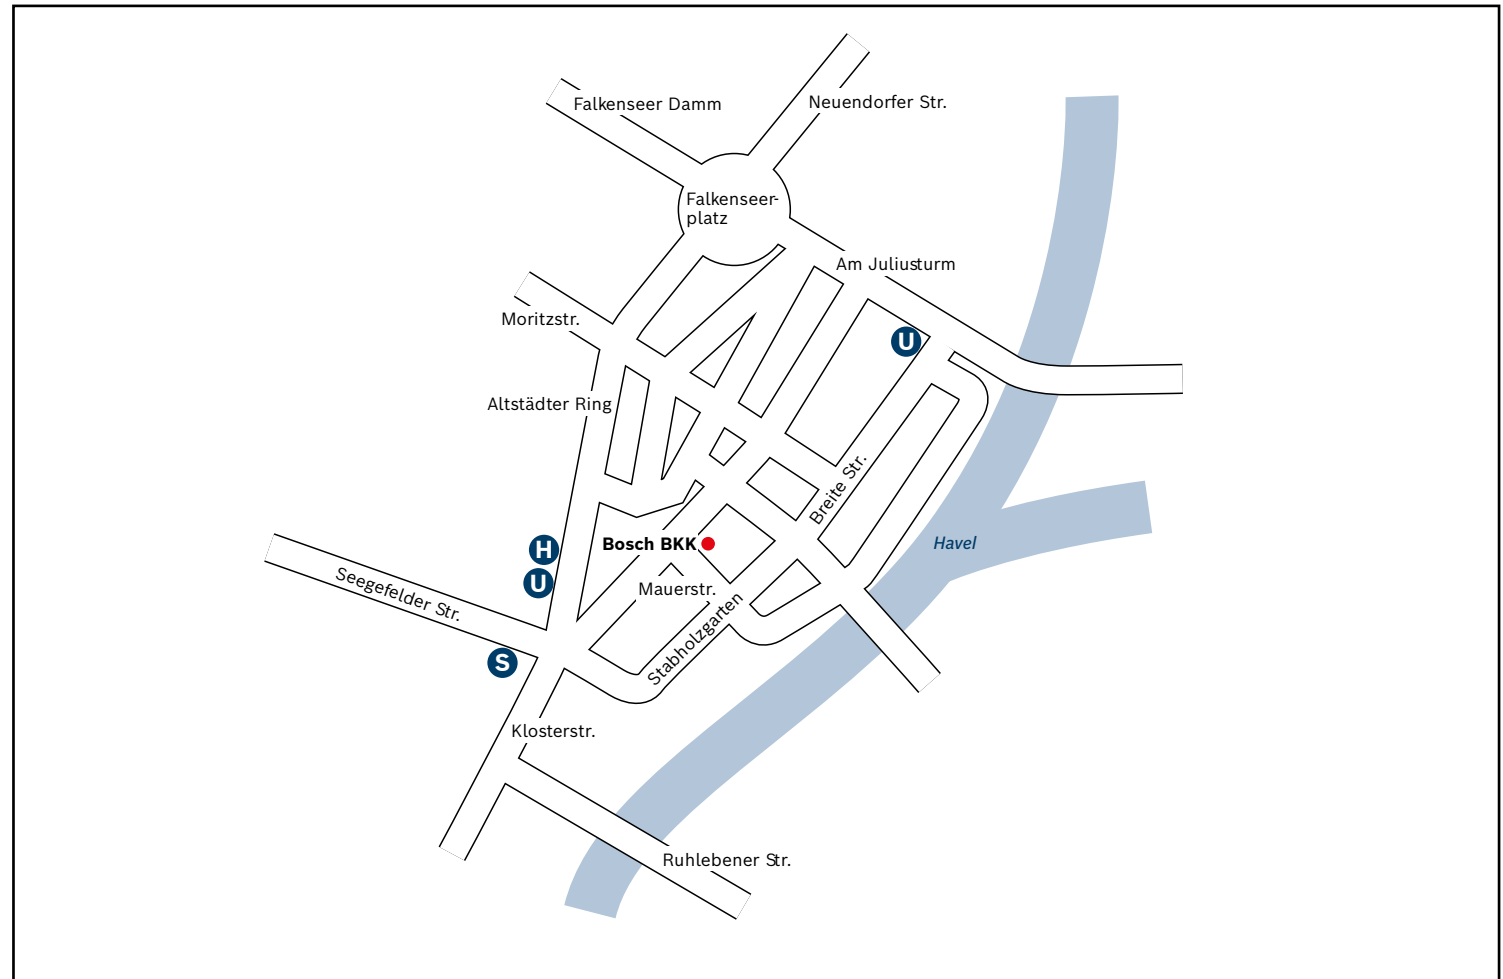 Falkenseer Damm
Neuendorfer Str.
Falkenseer-
platz
Am Juliusturm
Moritzstr.
U
Altstädter Ring
Breite Str.
H
Bosch BKK
Havel
U
Seegefelder Str.
Mauerstr.
Stabholzgarten
S
Klosterstr.
Ruhlebener Str.